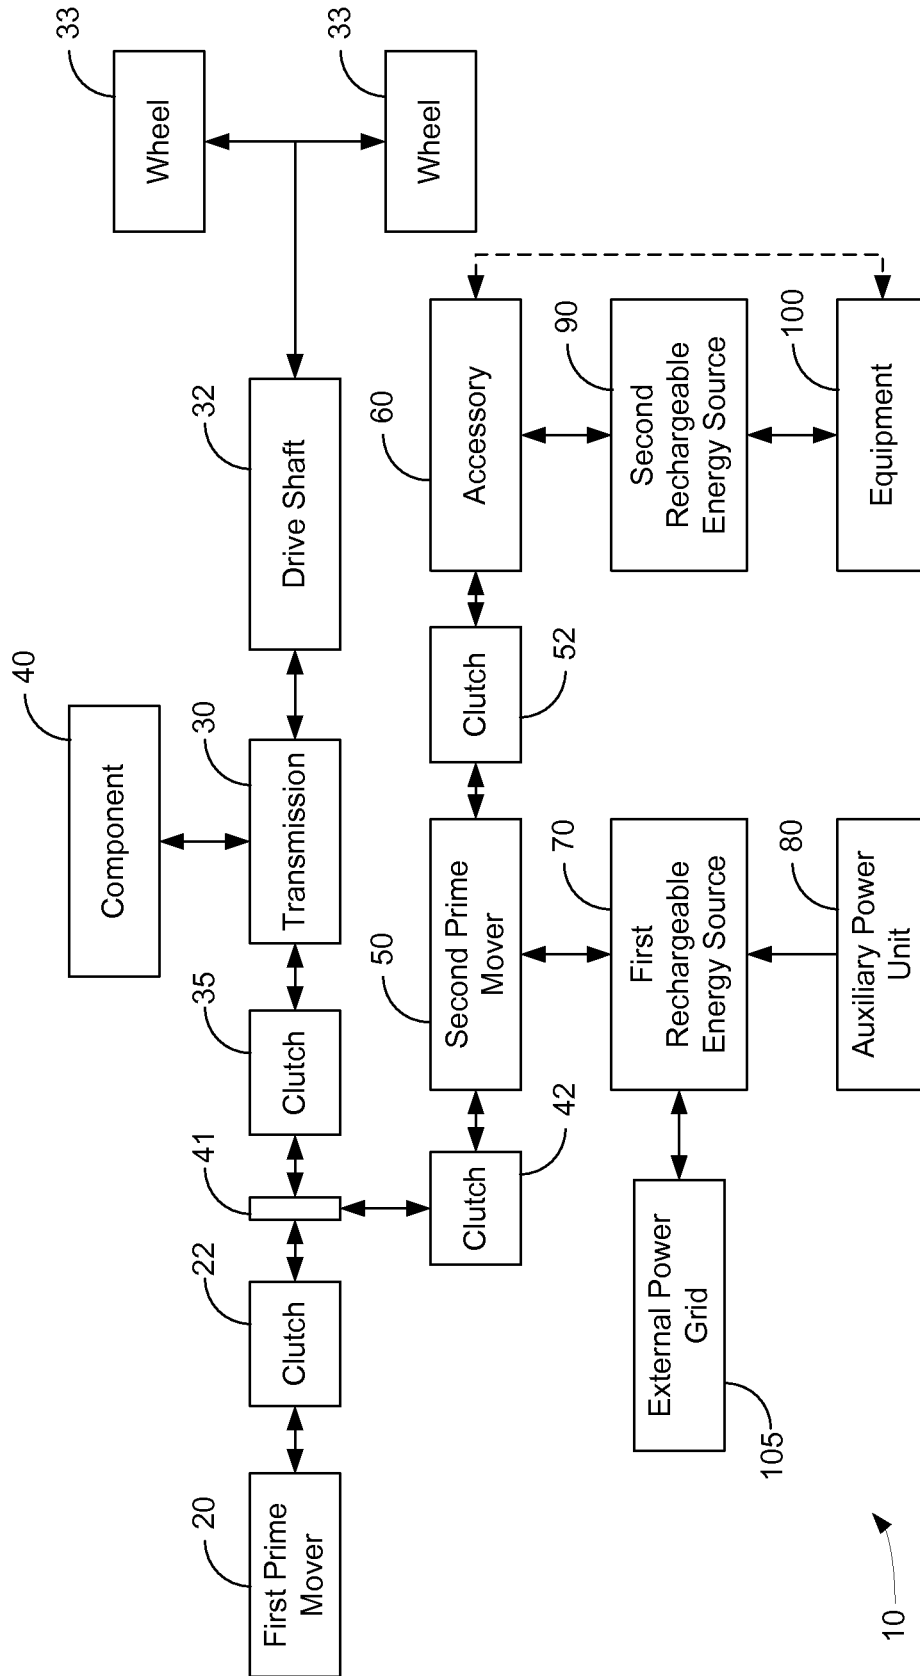 33
Wheel
33
Wheel
40
Component
20
First Prime
Mover
22
Clutch
41
35
Clutch
30
Transmission
32
Drive Shaft
Clutch
42
50
Second Prime
Mover
Clutch
52
60
Accessory
External Power
Grid
105
70
First
Rechargeable
Energy Source
90
Second
Rechargeable
Energy Source
80
Auxiliary Power
Unit
100
Equipment
10